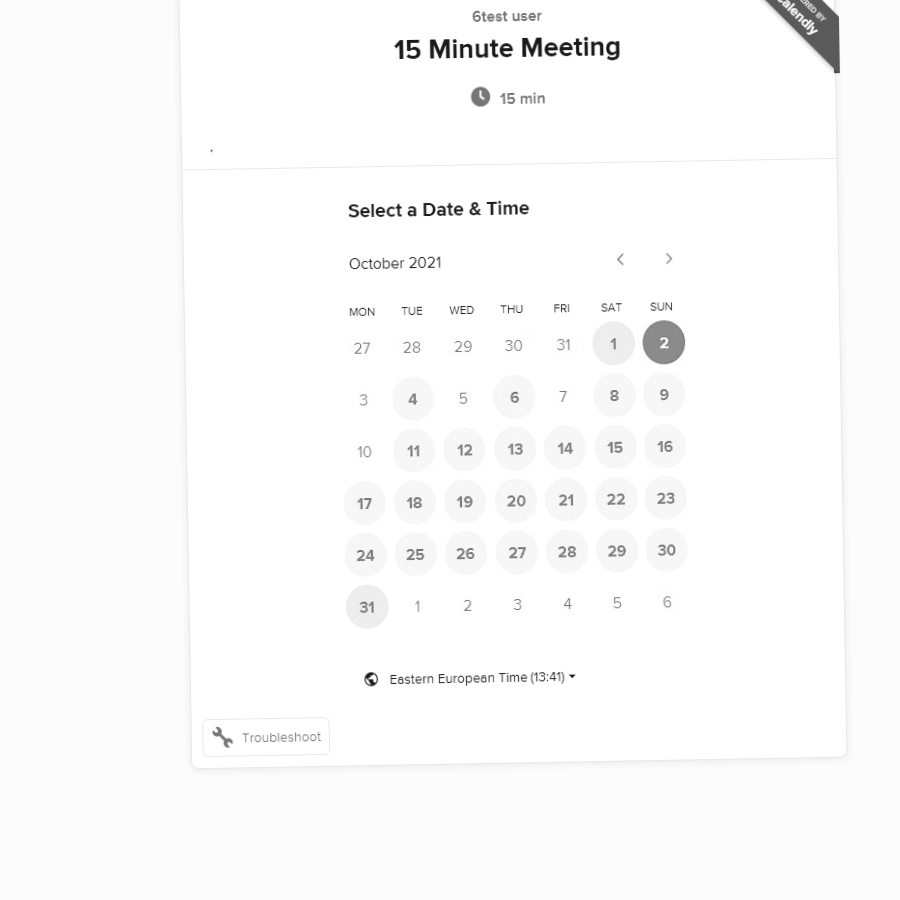 6test user
15 Minute Meeting
15 min
.
Select a Date & Time
October 2021
MON TUE WED THU FRI SAT SUN
27 28 29 30 31 1 2
3 4 5 6 7 8 9
10 11 12 13 14 15 16
17 18 19 20 21 22 23
24 25 26 27 28 29 30
31 1 2 3 4 5 6
Eastern European Time (13:41)
Troubleshoot